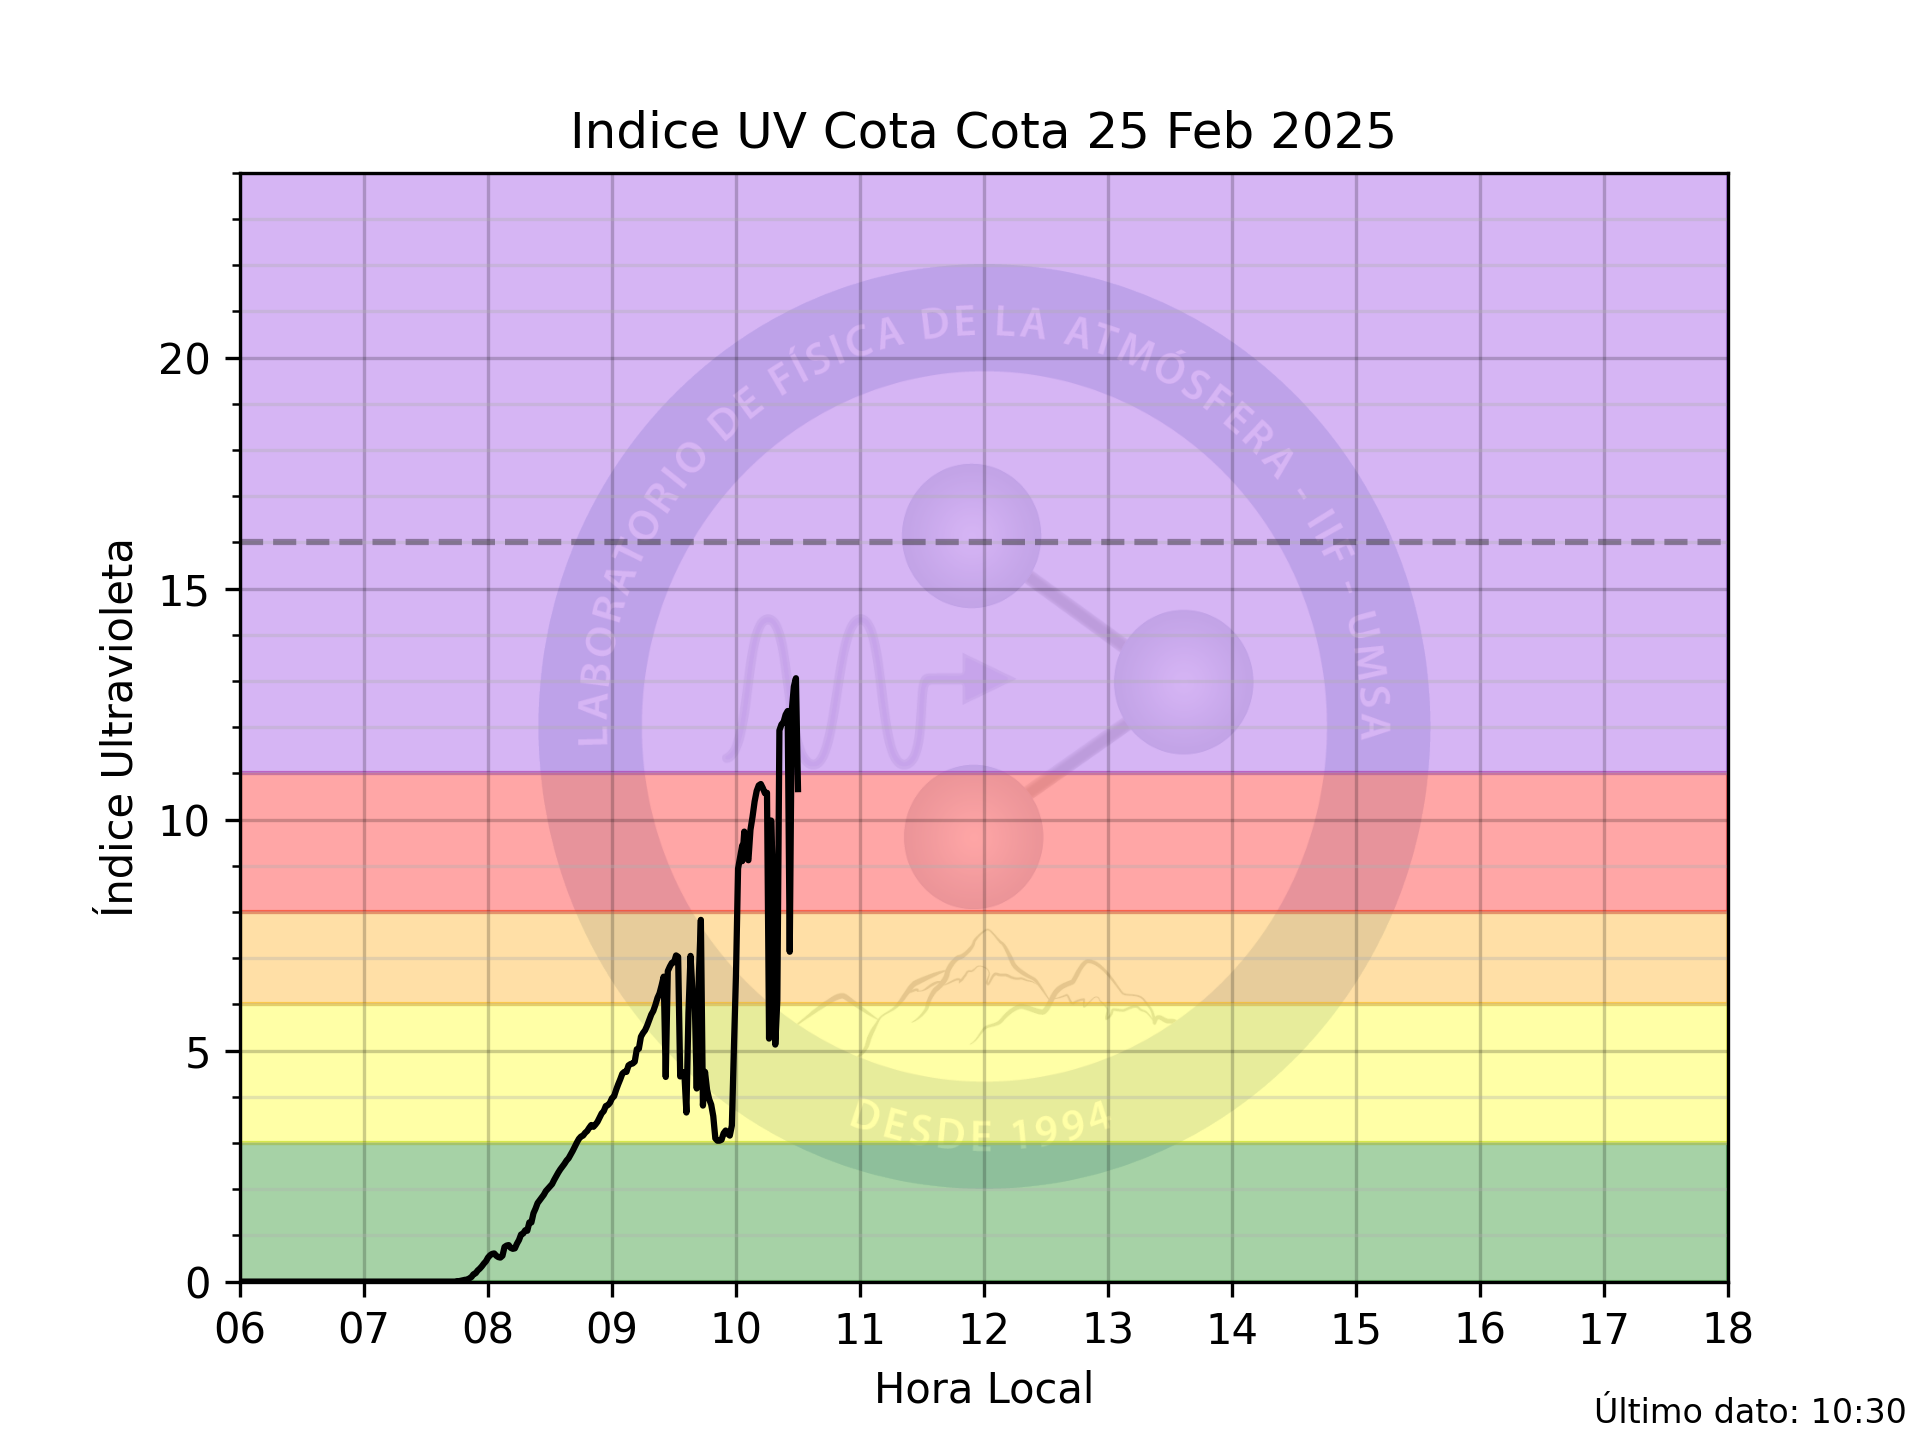 Indice UV Cota Cota 25 Feb 2025
LABORATORIO DE FÍSICA DE LA ATMÓSFERA - IIF - UMSA
DESDE 1994
Índice Ultravioleta
20
15
10
5
0
06 07 08 09 10 11 12 13 14 15 16 17 18
Hora Local
Último dato: 10:30